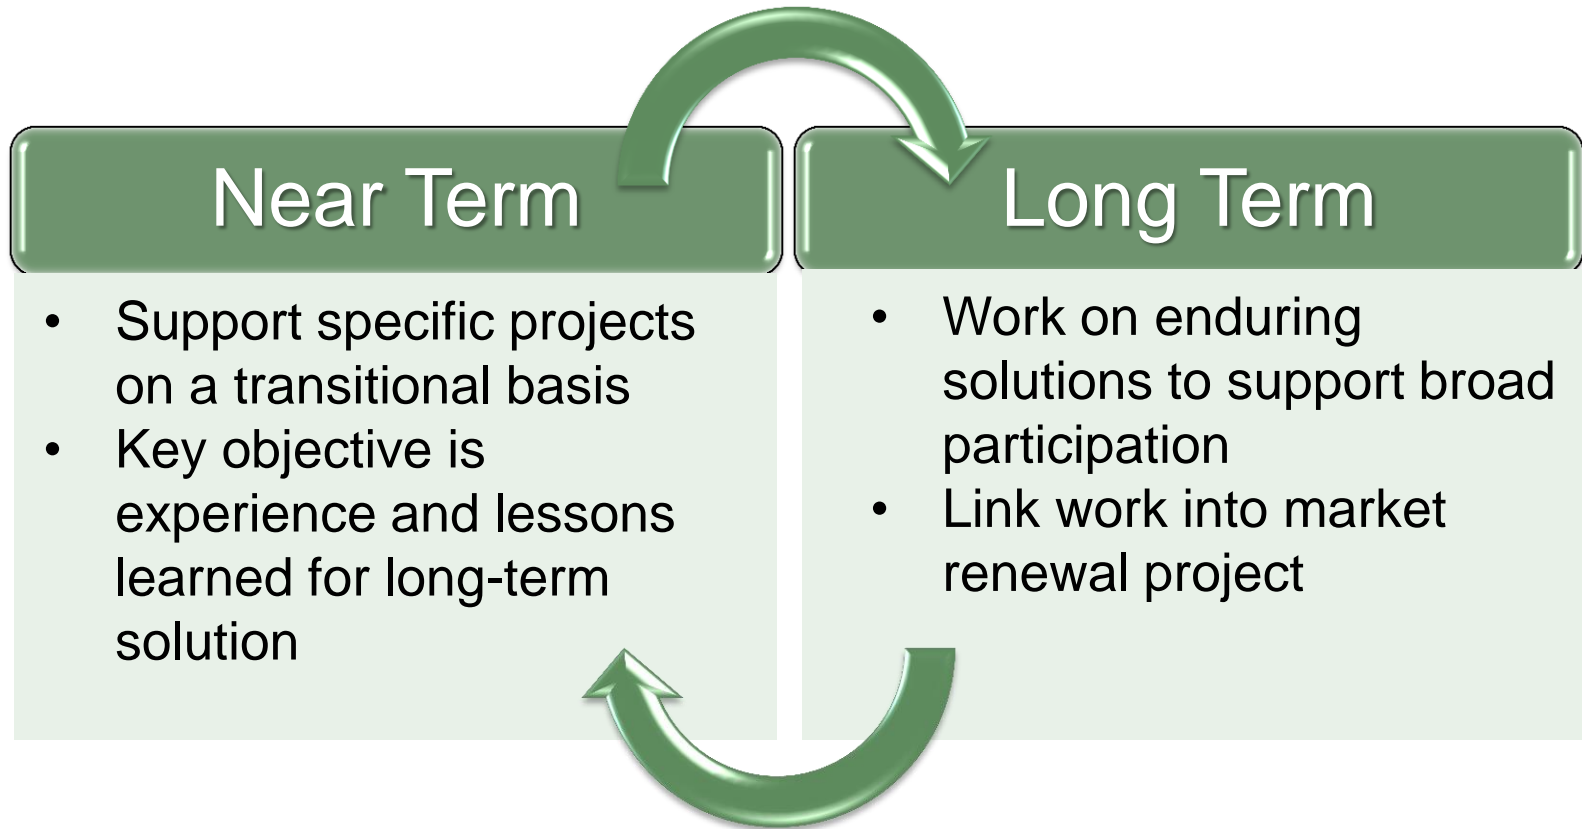 Near Term
• Support specific projects
on a transitional basis
• Key objective is
experience and lessons
learned for long-term
solution
Long Term
• Work on enduring
solutions to support broad
participation
• Link work into market
renewal project